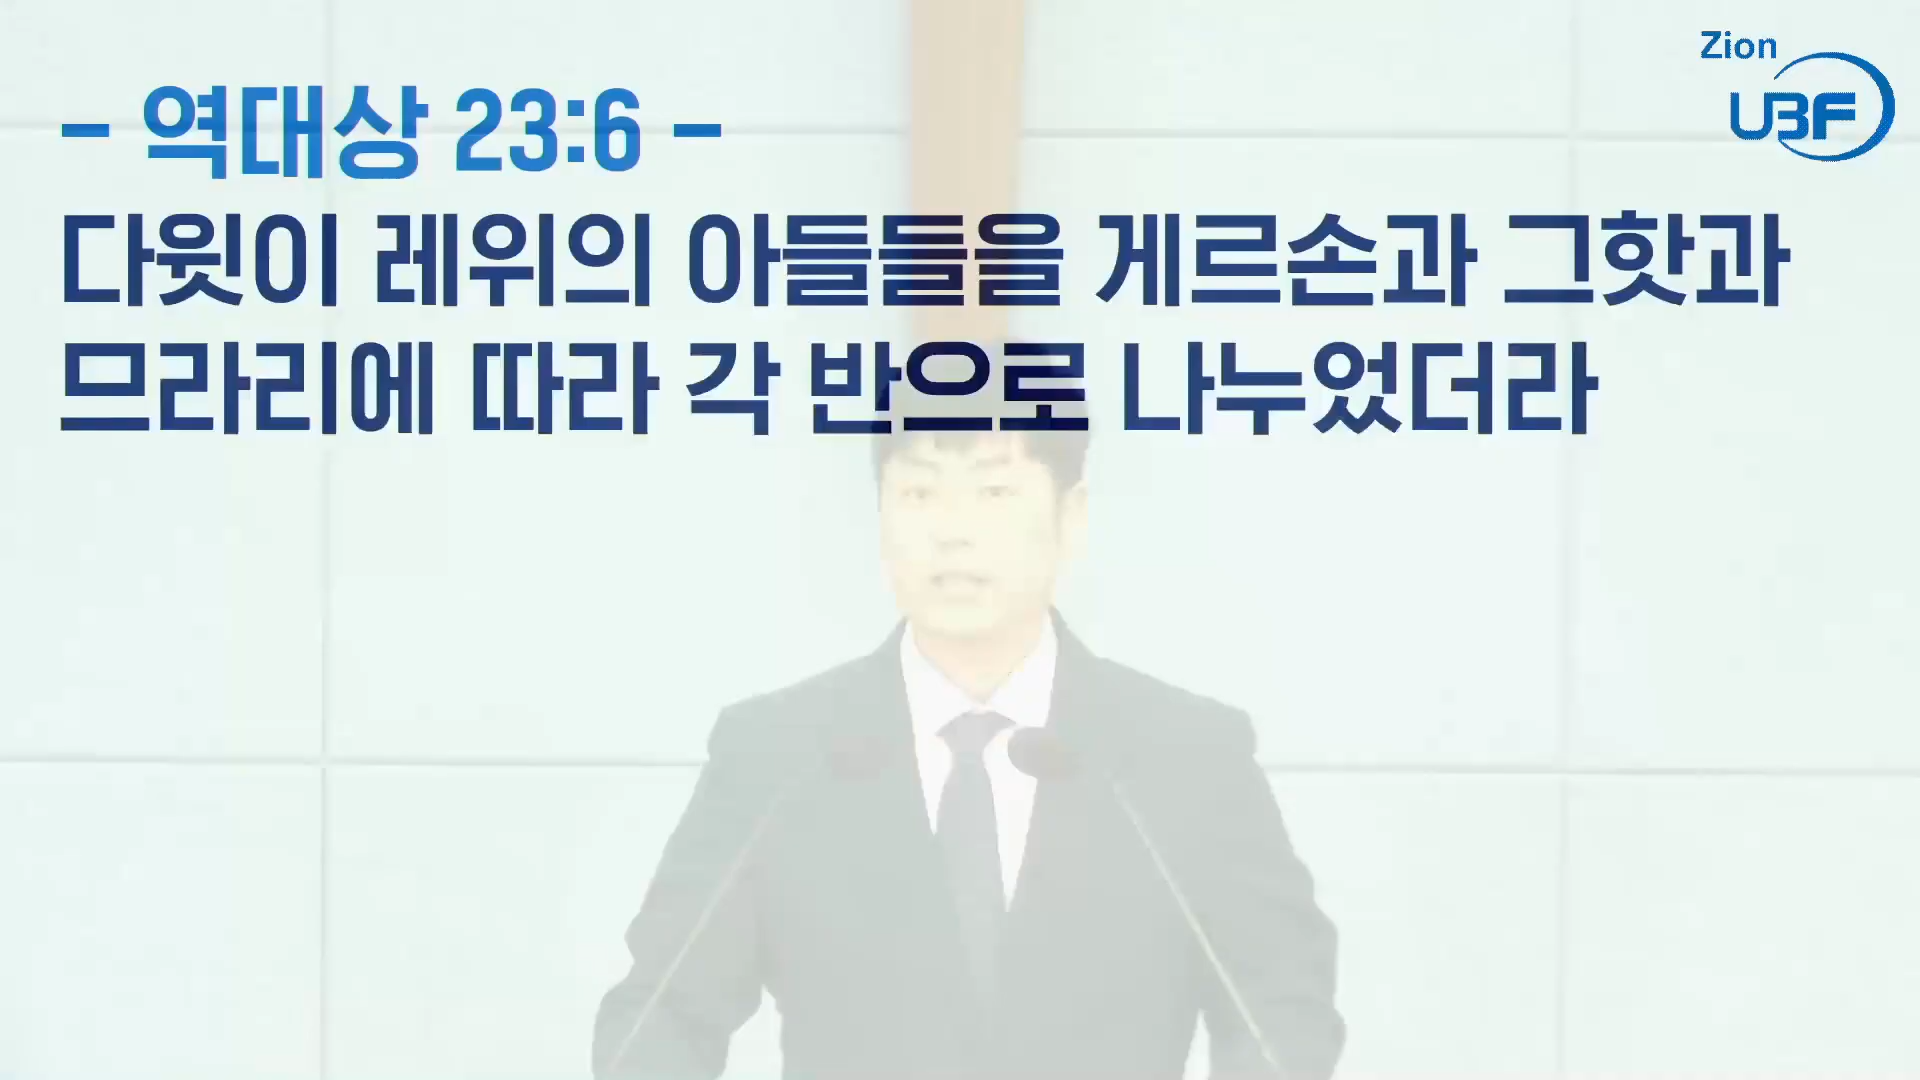 Zion
UBF
- 역대상 23:6 -
다윗이 레위의 아들들을 게르손과 그핫과
므라리에 따라 각 반으로 나누었더라